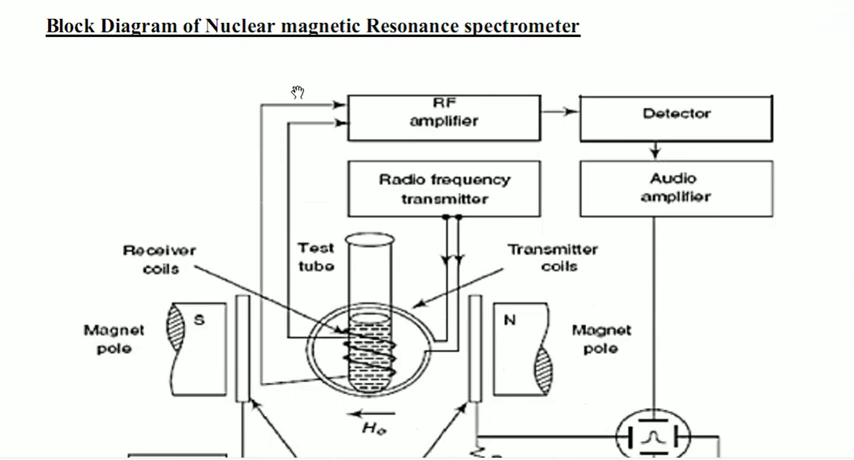 Block Diagram of Nuclear magnetic Resonance spectrometer
RF
amplifier
Detector
Radio frequency
transmitter
Audio
amplifier
Receiver
coils
Test
tube
Transmitter
coils
Magnet
pole
S
N
Magnet
pole
Ho